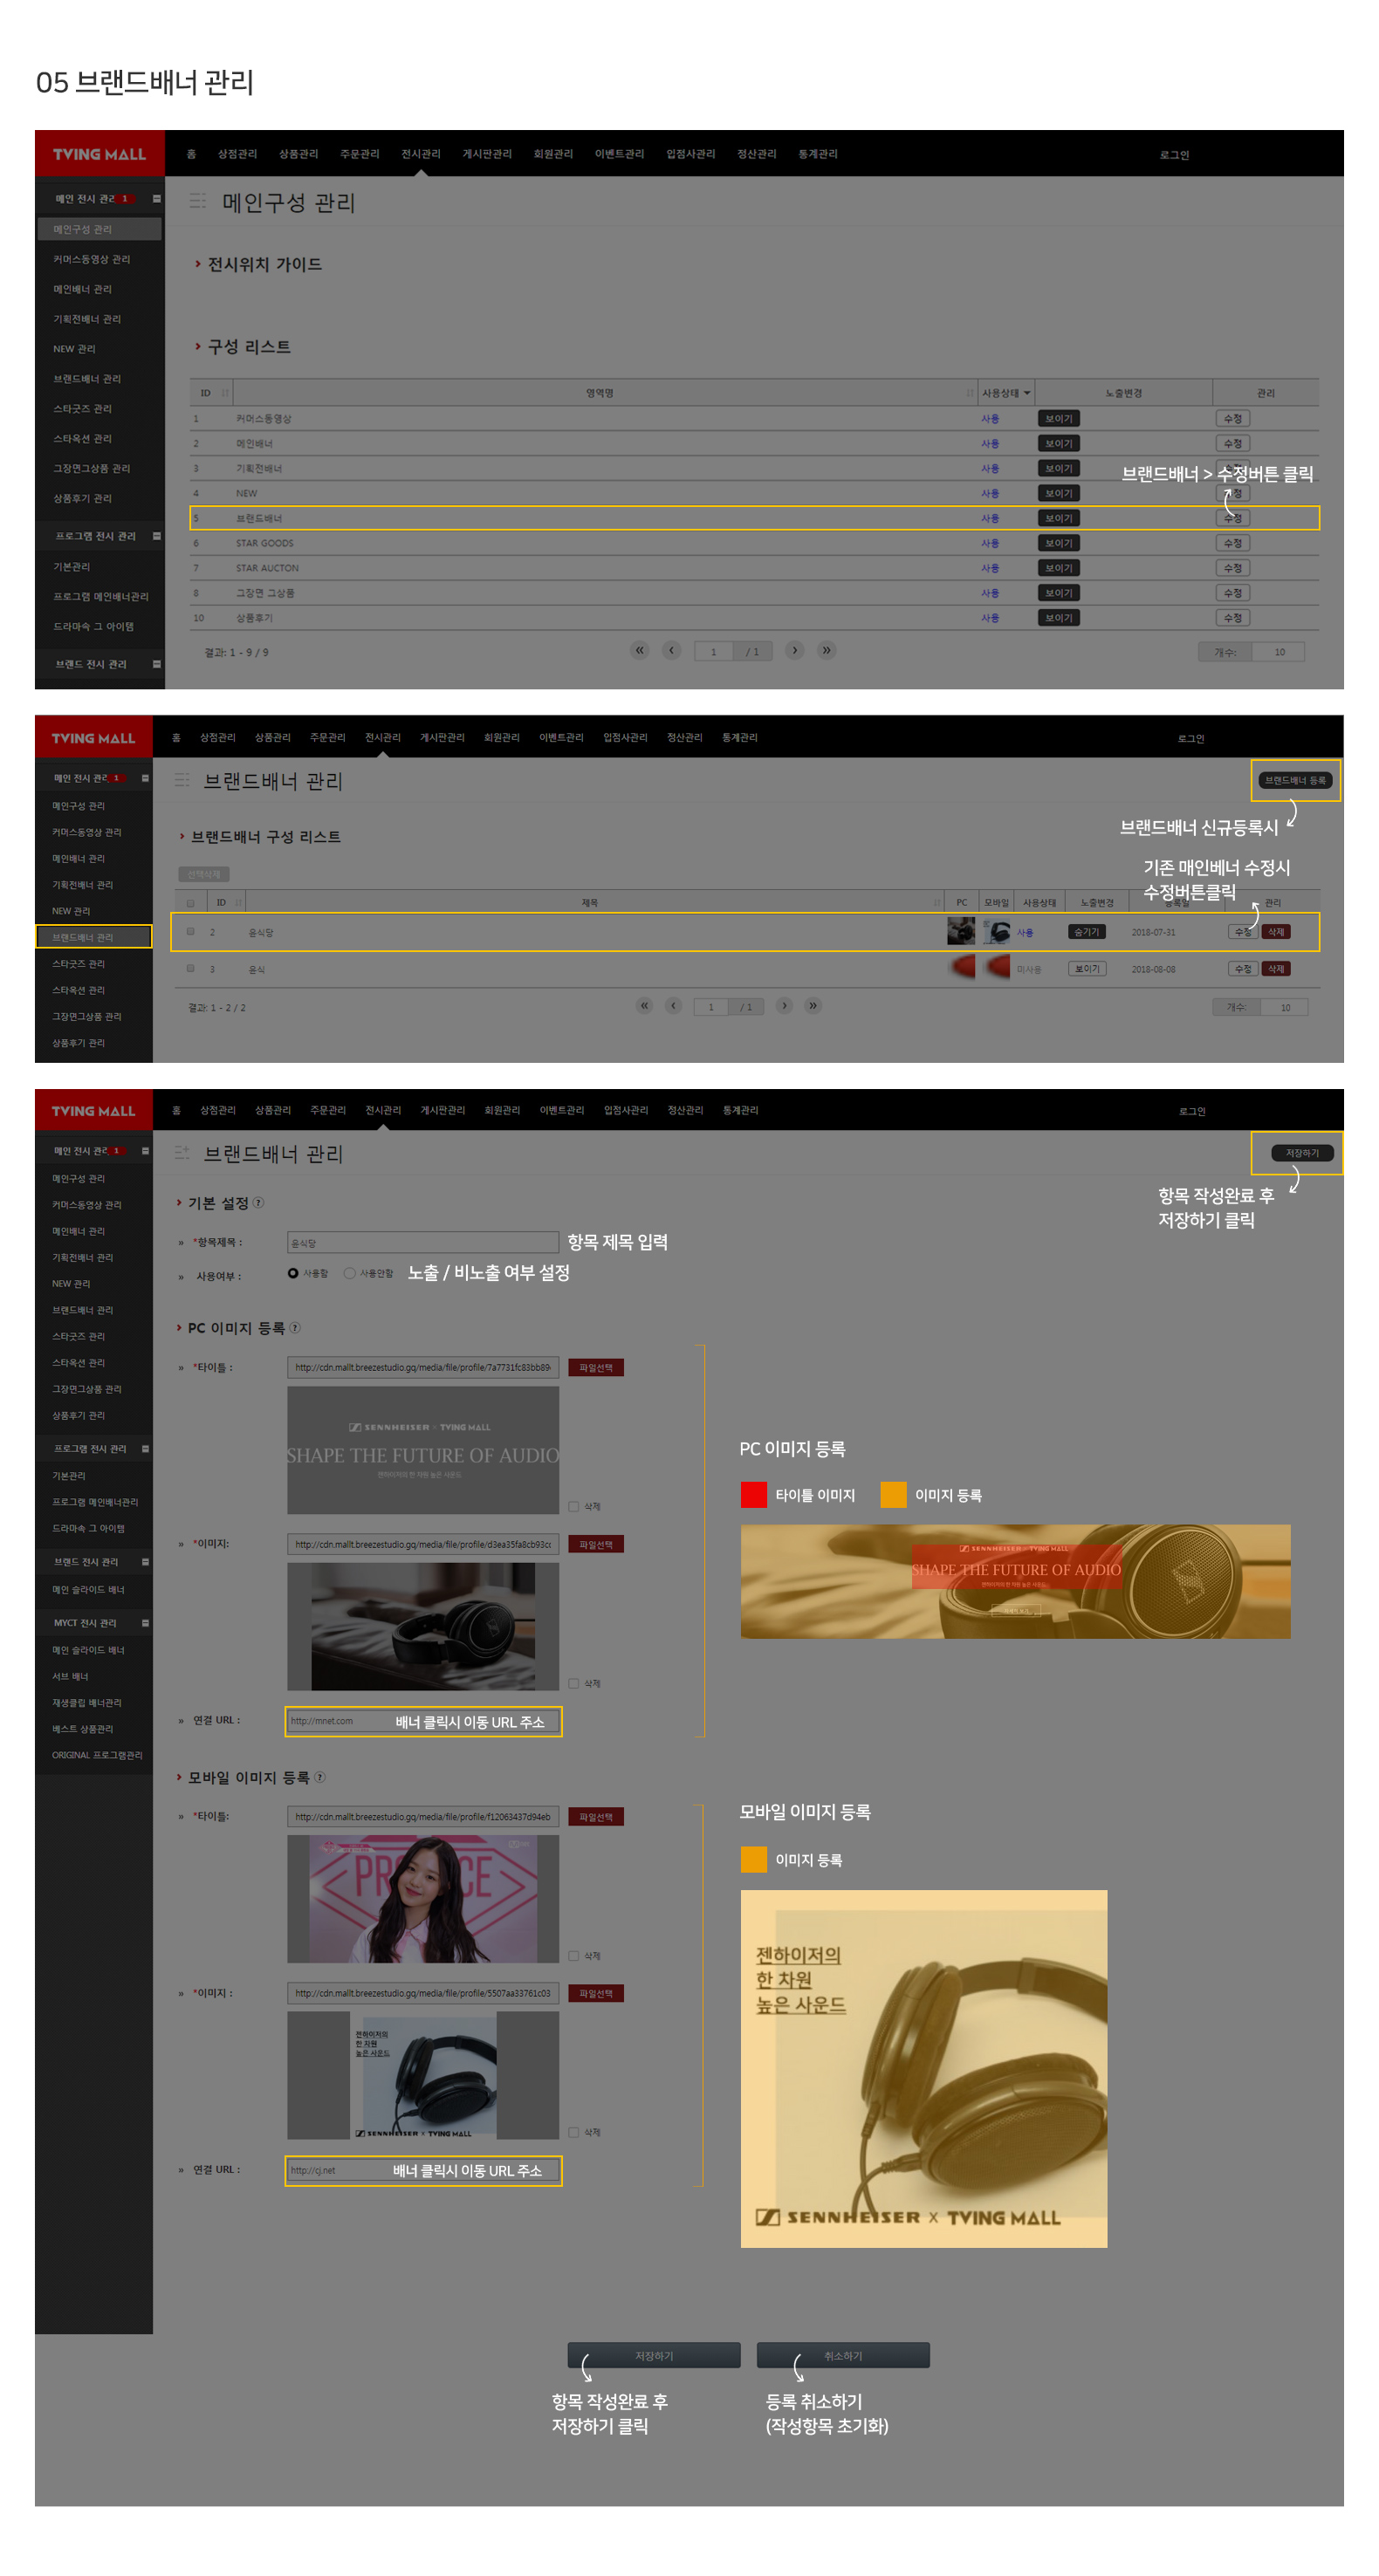 05 브랜드배너 관리
TVING MALL
홈 상점관리 상품관리 주문관리 전시관리 게시판관리 회원관리 이벤트관리 입점사관리 정산관리 통계관리 로그인
메인 전시 관리 1
메인구성 관리
커머스동영상 관리
메인배너 관리
기획전배너 관리
NEW 관리
브랜드배너 관리
스타굿즈 관리
스타옥션 관리
그장면그상품 관리
상품후기 관리
프로그램 전시 관리
기본관리
프로그램 메인배너관리
드라마속 그 아이템
브랜드 전시 관리
메인구성 관리
전시위치 가이드
구성 리스트
ID 영역명 사용상태 노출변경 관리
1 커머스동영상 사용 보이기 수정
2 메인배너 사용 보이기 수정
3 기획전배너 사용 보이기
브랜드배너 > 수정버튼 클릭
4 NEW 사용 보이기 수정
5 브랜드배너 사용 보이기 수정
6 STAR GOODS 사용 보이기 수정
7 STAR AUCTON 사용 보이기 수정
8 그장면 그상품 사용 보이기 수정
10 상품후기 사용 보이기 수정
결과: 1 - 9 / 9 « ‹ 1 / 1 › » 개수: 10
TVING MALL
홈 상점관리 상품관리 주문관리 전시관리 게시판관리 회원관리 이벤트관리 입점사관리 정산관리 통계관리 로그인
메인 전시 관리 1
메인구성 관리
커머스동영상 관리
메인배너 관리
기획전배너 관리
NEW 관리
브랜드배너 관리
스타굿즈 관리
스타옥션 관리
그장면그상품 관리
상품후기 관리
브랜드배너 관리
브랜드배너 등록
브랜드배너 신규등록시
브랜드배너 구성 리스트
기존 매인베너 수정시
수정버튼클릭
선택삭제
ID 제목 PC 모바일 사용상태 노출변경 등록일 관리
2 윤식당 사용 숨기기 2018-07-31 수정 삭제
3 윤식 미사용 보이기 2018-08-08 수정 삭제
결과: 1 - 2 / 2 « ‹ 1 / 1 › » 개수: 10
TVING MALL
홈 상점관리 상품관리 주문관리 전시관리 게시판관리 회원관리 이벤트관리 입점사관리 정산관리 통계관리 로그인
메인 전시 관리 1
메인구성 관리
커머스동영상 관리
메인배너 관리
기획전배너 관리
NEW 관리
브랜드배너 관리
스타굿즈 관리
스타옥션 관리
그장면그상품 관리
상품후기 관리
프로그램 전시 관리
기본관리
프로그램 메인배너관리
드라마속 그 아이템
브랜드 전시 관리
메인 슬라이드 배너
MYCT 전시 관리
메인 슬라이드 배너
서브 배너
재생클립 배너관리
베스트 상품관리
ORIGINAL 프로그램관리
브랜드배너 관리
저장하기
항목 작성완료 후
저장하기 클릭
기본 설정 ?
» *항목제목 : 윤식당 항목 제목 입력
» 사용여부 : 사용함 사용안함 노출 / 비노출 여부 설정
PC 이미지 등록 ?
» *타이틀 : http://cdn.mallt.breezestudio.gq/media/file/profile/7a7731fc83bb89 파일선택
SENNHEISER × TVING MALL
SHAPE THE FUTURE OF AUDIO
젠하이저의 한 차원 높은 사운드
삭제
» *이미지: http://cdn.mallt.breezestudio.gq/media/file/profile/d3ea35fa8cb93c 파일선택
삭제
» 연결 URL : http://mnet.com 배너 클릭시 이동 URL 주소
PC 이미지 등록
타이틀 이미지 이미지 등록
SENNHEISER × TVING MALL
SHAPE THE FUTURE OF AUDIO
젠하이저의 한 차원 높은 사운드
모바일 이미지 등록 ?
» *타이틀: http://cdn.mallt.breezestudio.gq/media/file/profile/f12063437d94eb 파일선택
삭제
» *이미지 : http://cdn.mallt.breezestudio.gq/media/file/profile/5507aa33761c03 파일선택
젠하이저의
한 차원
높은 사운드
SENNHEISER × TVING MALL
삭제
» 연결 URL : http://cj.net 배너 클릭시 이동 URL 주소
모바일 이미지 등록
이미지 등록
젠하이저의
한 차원
높은 사운드
SENNHEISER × TVING MALL
저장하기 취소하기
항목 작성완료 후
저장하기 클릭
등록 취소하기
(작성항목 초기화)